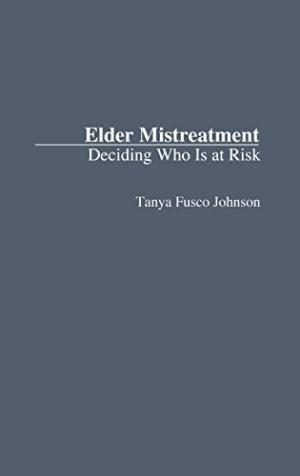 Elder Mistreatment
Deciding Who Is at Risk
Tanya Fusco Johnson